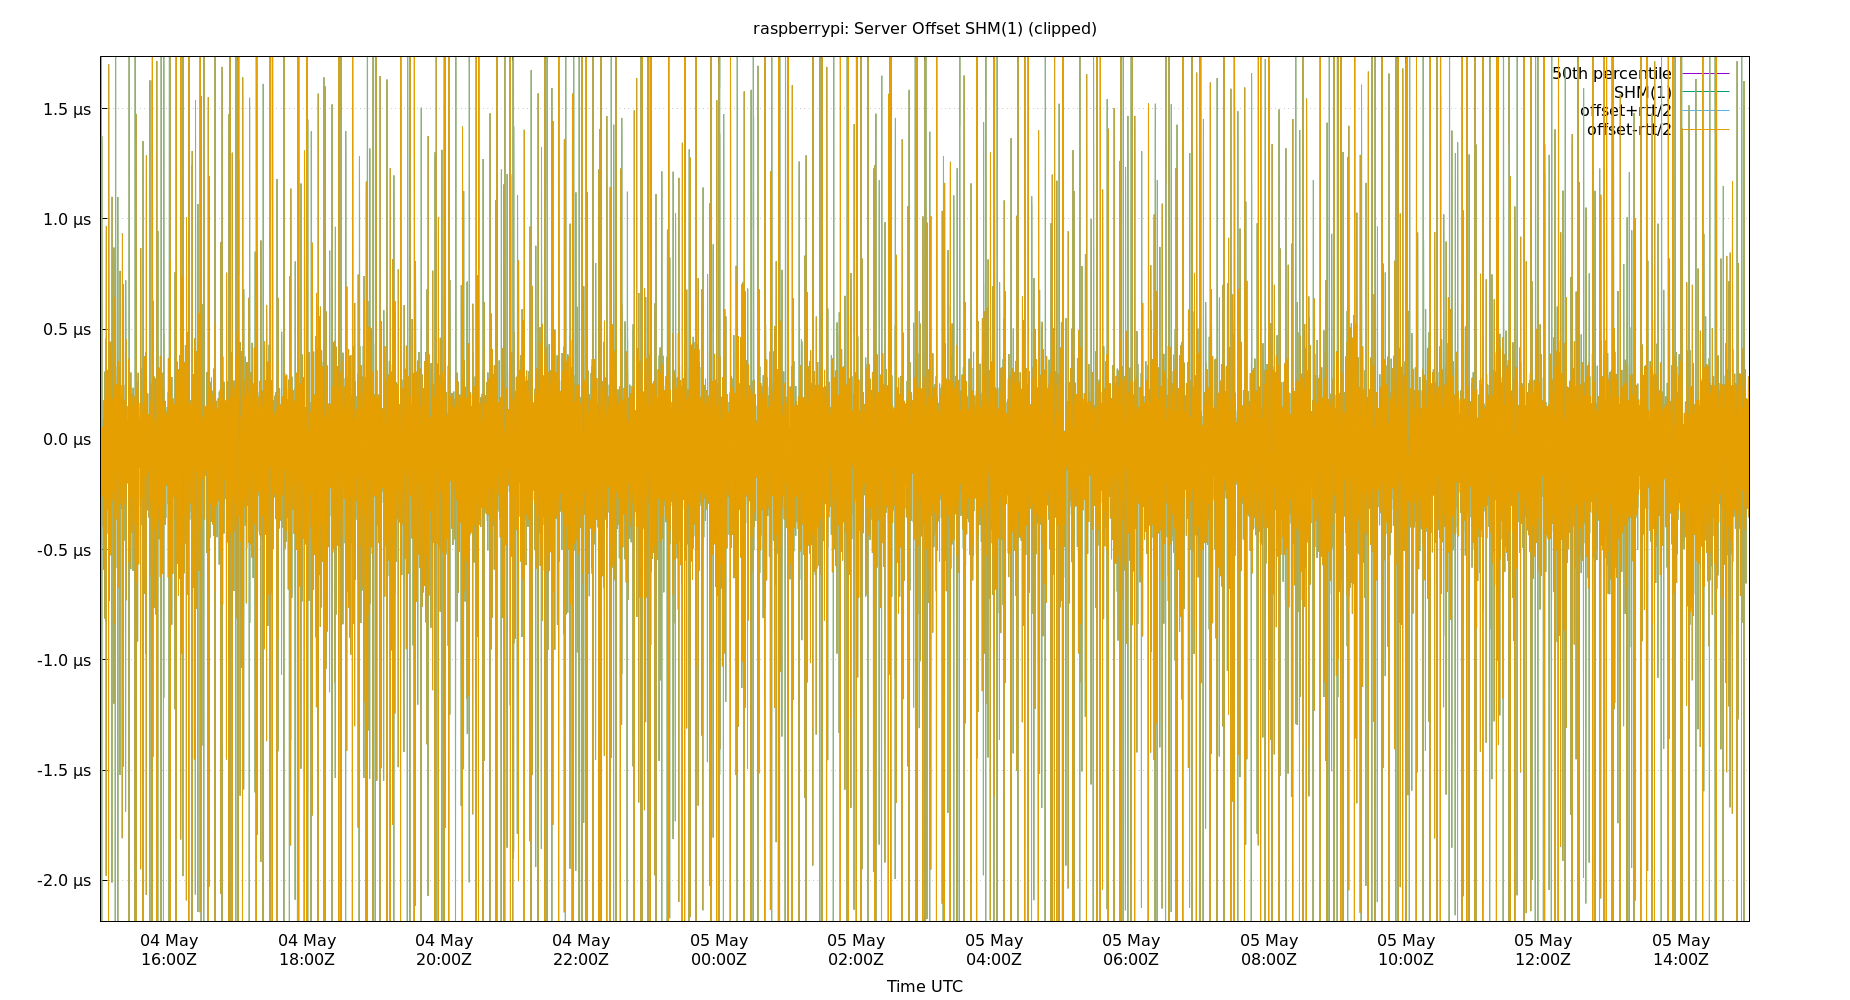 raspberrypi: Server Offset SHM(1) (clipped)
50th percentile
SHM(1)
offset+rtt/2
offset-rtt/2
1.5 µs
1.0 µs
0.5 µs
0.0 µs
-0.5 µs
-1.0 µs
-1.5 µs
-2.0 µs
04 May 04 May 04 May 04 May 05 May 05 May 05 May 05 May 05 May 05 May 05 May 05 May
16:00Z 18:00Z 20:00Z 22:00Z 00:00Z 02:00Z 04:00Z 06:00Z 08:00Z 10:00Z 12:00Z 14:00Z
Time UTC